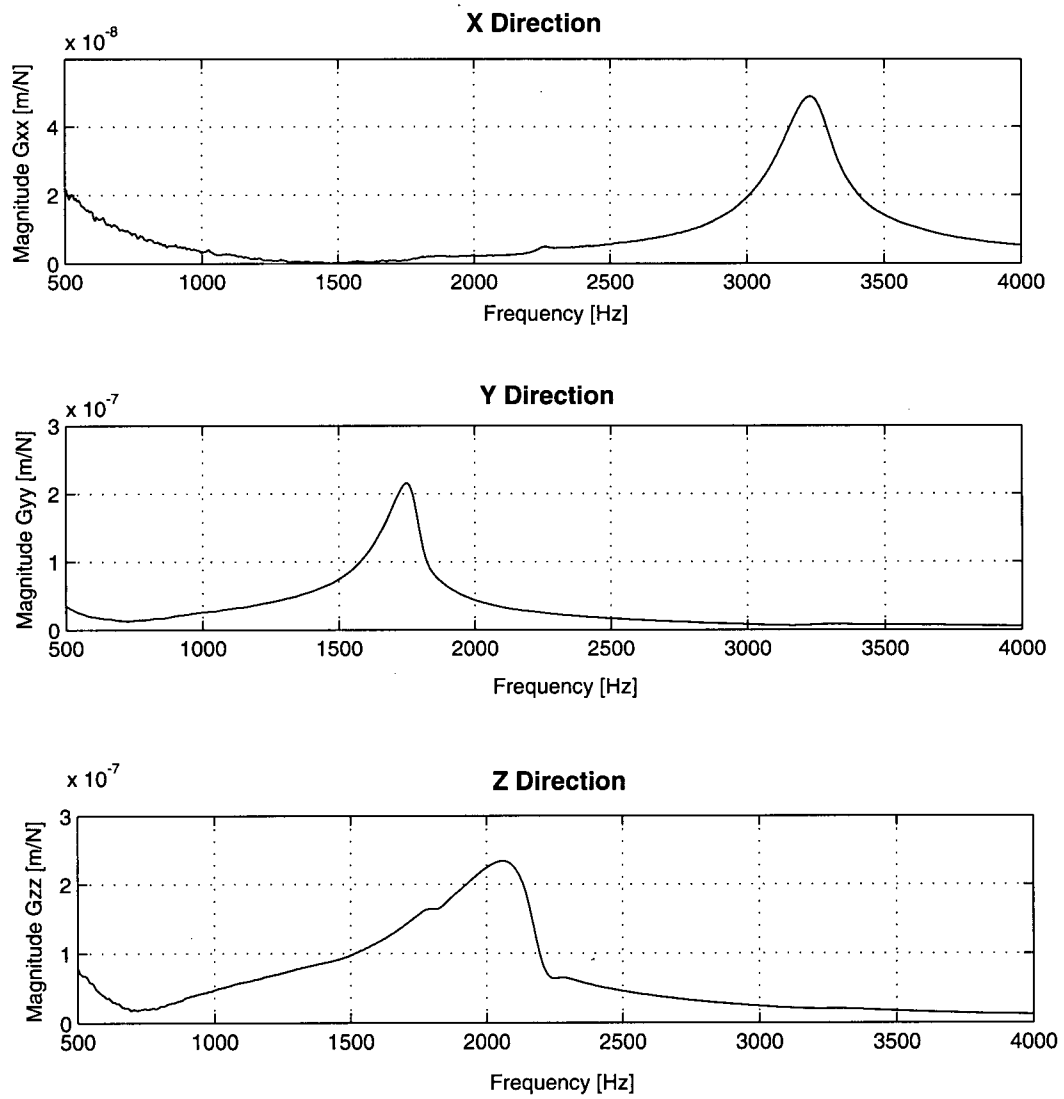 X Direction
x 10^-8
Magnitude Gxx [m/N]
4
2
0
500 1000 1500 2000 2500 3000 3500 4000
Frequency [Hz]
Y Direction
x 10^-7
Magnitude Gyy [m/N]
3
2
1
0
500 1000 1500 2000 2500 3000 3500 4000
Frequency [Hz]
Z Direction
x 10^-7
Magnitude Gzz [m/N]
3
2
1
0
500 1000 1500 2000 2500 3000 3500 4000
Frequency [Hz]